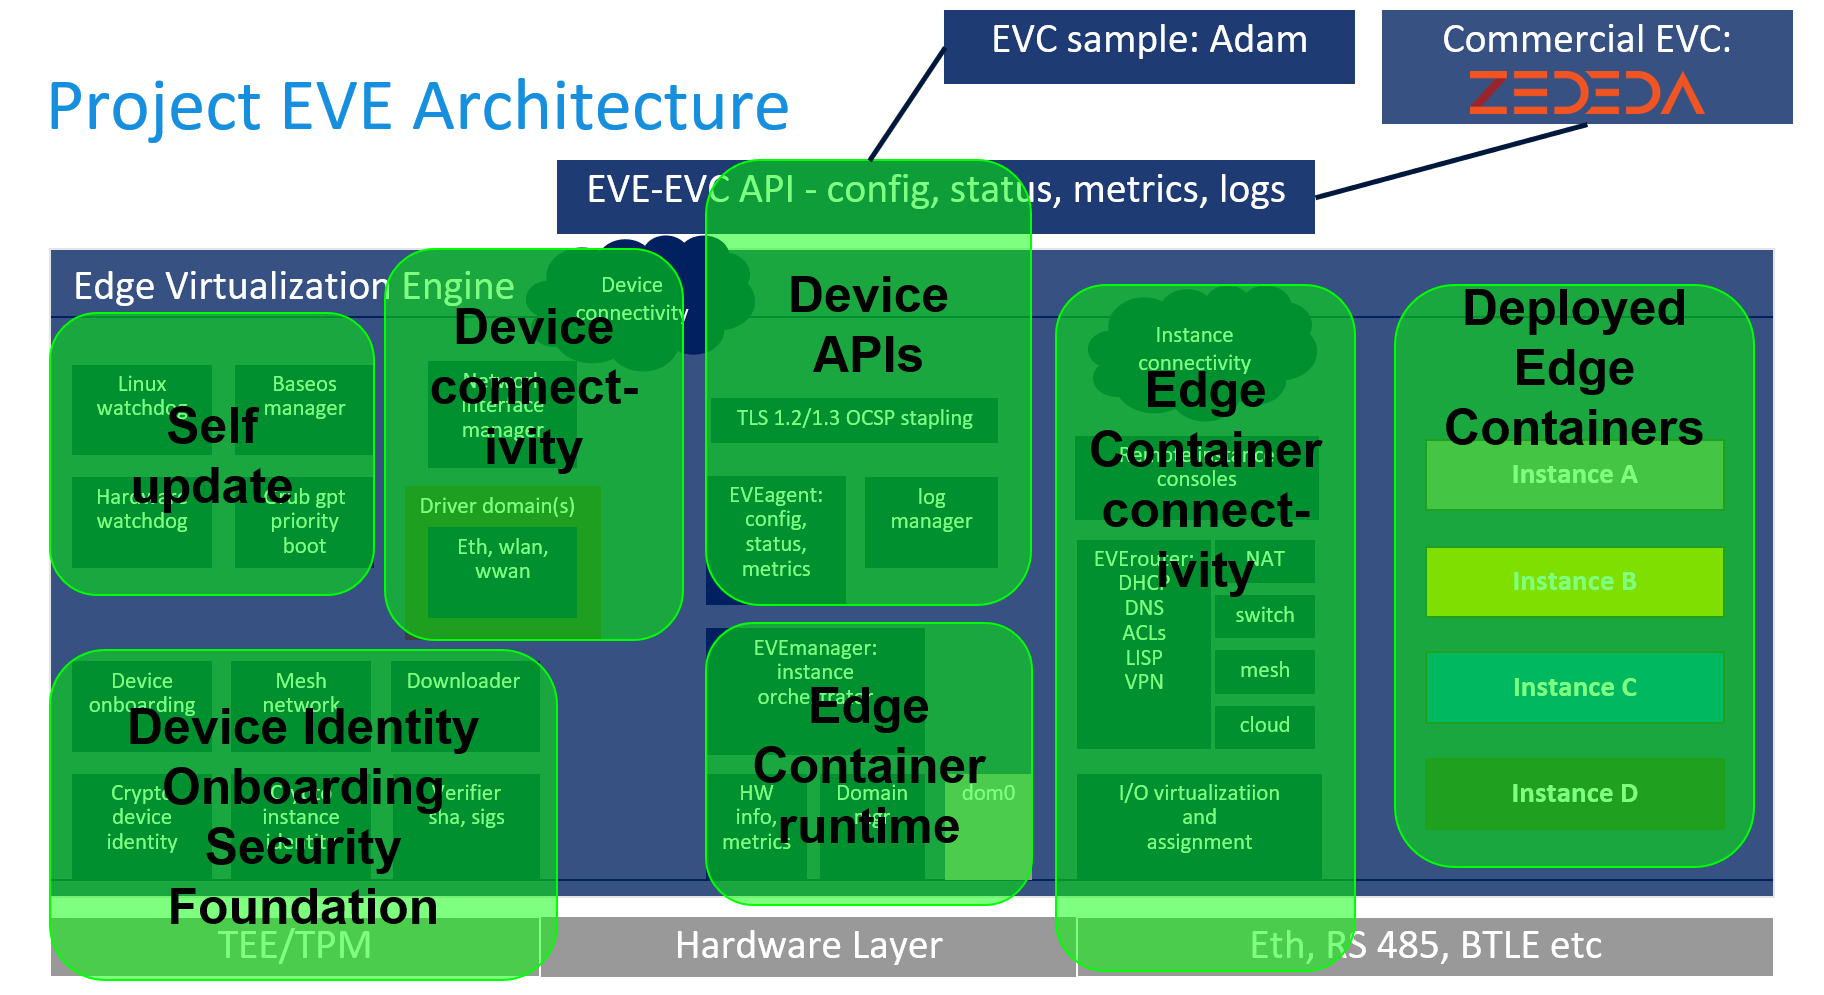 EVC sample: Adam
Commercial EVC:
ZEDEDA
Project EVE Architecture
EVE-EVC API - config, status, metrics, logs
Edge Virtualization Engine
Self
update
Linux
watchdog
Baseos
manager
Hardware
watchdog
Grub gpt
priority
boot
Device
connectivity
Device
connect-
ivity
Network
interface
manager
Driver domain(s)
Eth, wlan,
wwan
Device
APIs
TLS 1.2/1.3 OCSP stapling
EVEagent:
config,
status,
metrics
log
manager
Instance
connectivity
Edge
Container
connect-
ivity
Remote instance
consoles
EVErouter:
DHCP
DNS
ACLs
LISP
VPN
NAT
switch
mesh
cloud
I/O virtualizatiion
and
assignment
Deployed
Edge
Containers
Instance A
Instance B
Instance C
Instance D
Device Identity
Onboarding
Security
Foundation
Device
onboarding
Mesh
network
Downloader
Crypto
device
identity
Crypto
instance
identity
Verifier
sha, sigs
EVEmanager:
instance
orchestrator
Edge
Container
runtime
HW
info,
metrics
Domain
mgr
dom0
TEE/TPM
Hardware Layer
Eth, RS 485, BTLE etc